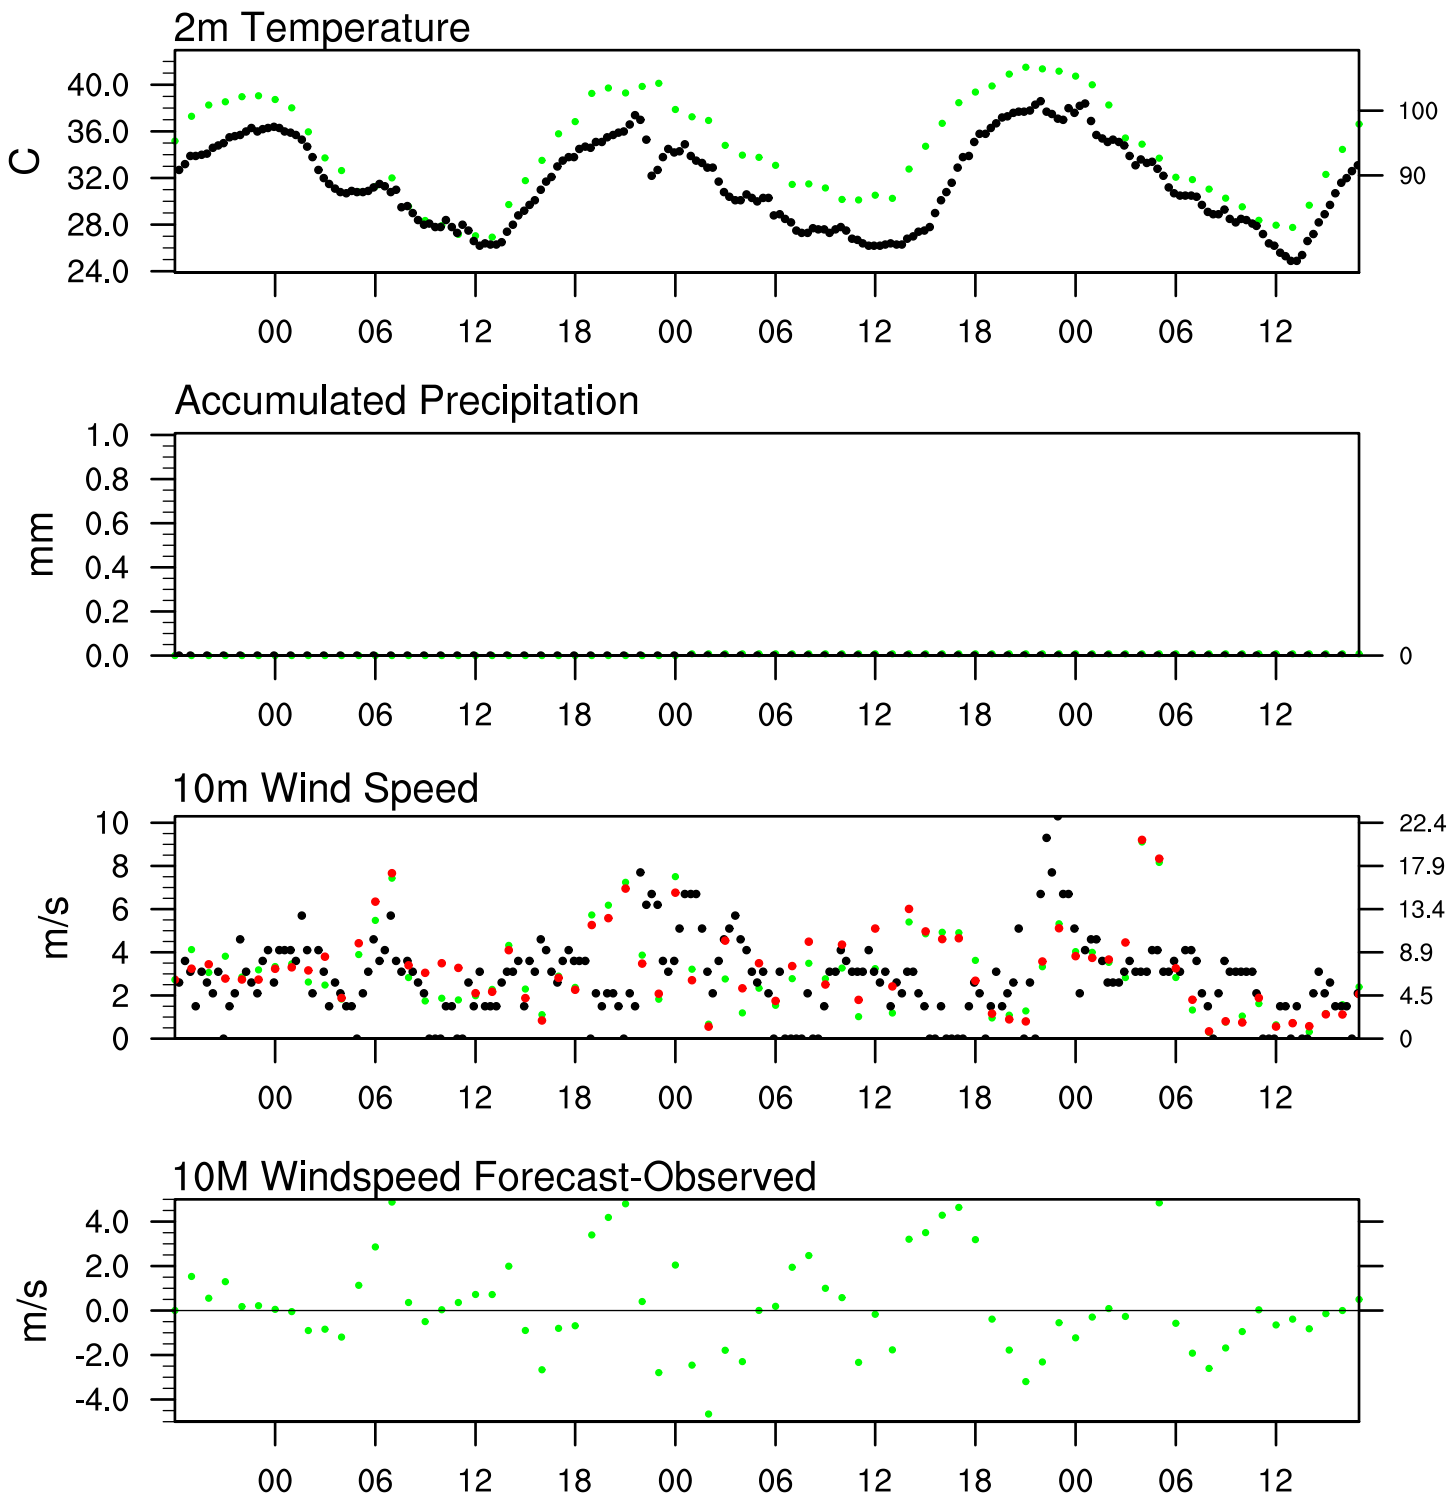 2m Temperature
40.0
36.0
32.0
28.0
24.0
C
100
90
00 06 12 18 00 06 12 18 00 06 12
Accumulated Precipitation
1.0
0.8
0.6
0.4
0.2
0.0
mm
0
00 06 12 18 00 06 12 18 00 06 12
10m Wind Speed
10
8
6
4
2
0
m/s
22.4
17.9
13.4
8.9
4.5
0
00 06 12 18 00 06 12 18 00 06 12
10M Windspeed Forecast-Observed
4.0
2.0
0.0
-2.0
-4.0
m/s
00 06 12 18 00 06 12 18 00 06 12